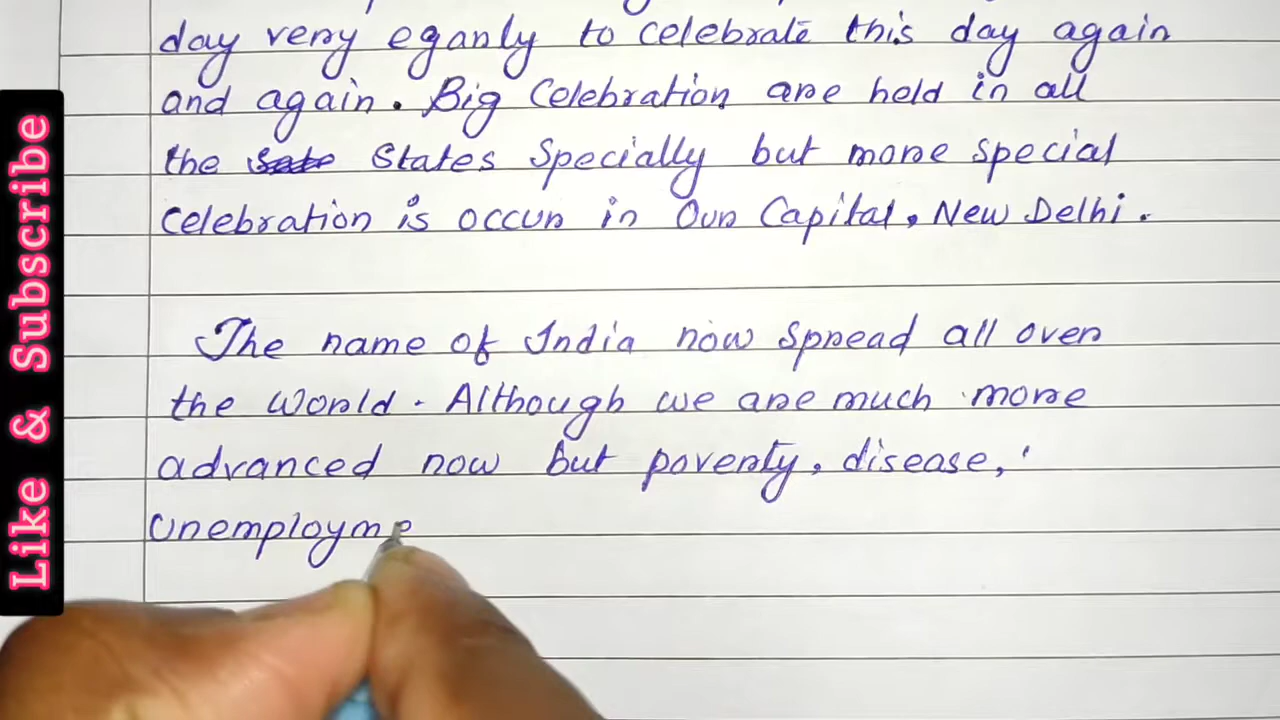 day very eganly to celebrate this day again
and again. Big Celebration are held in all
the States Specially but more special
celebration is occur in Our Capital, New Delhi.
The name of India now spread all over
the world. Although we are much more
advanced now but poverty, disease,
Unemployme
Like & Subscribe